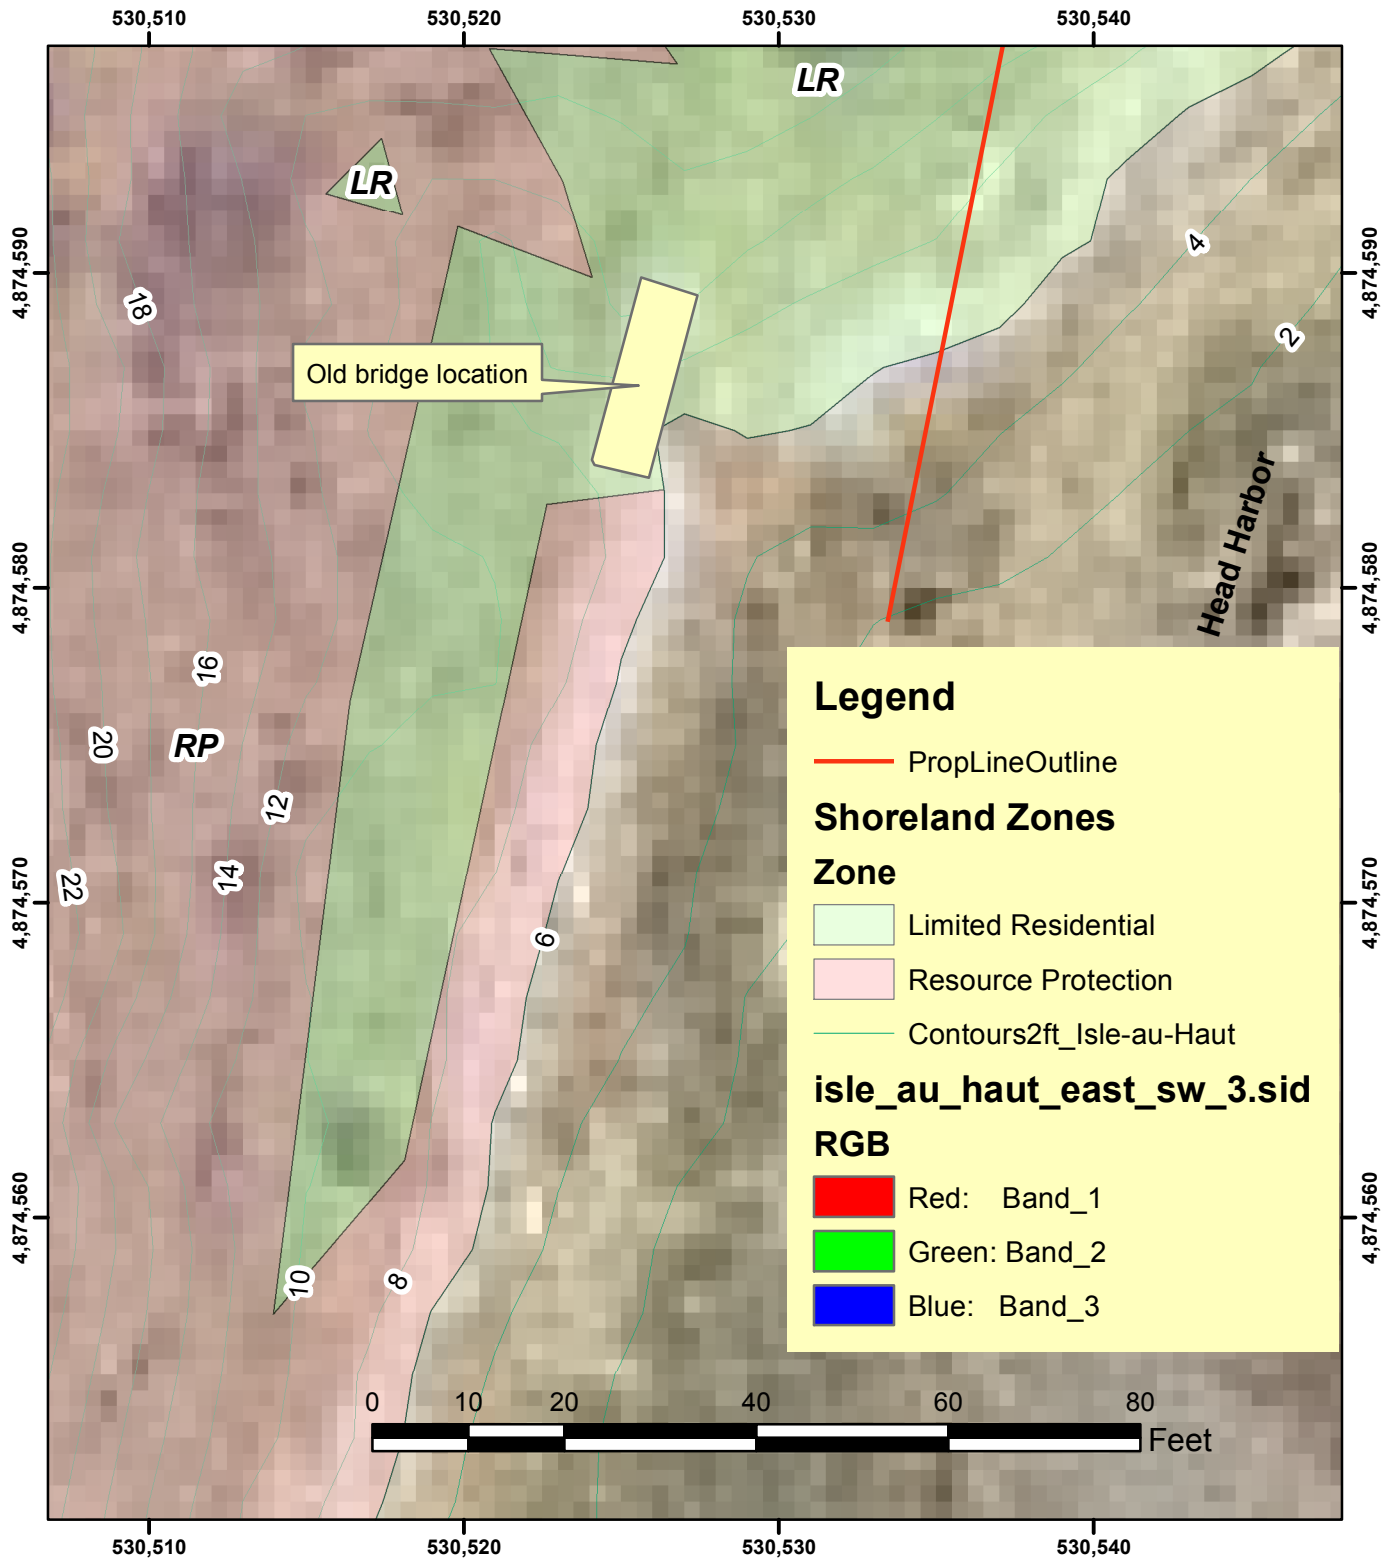 530,510 530,520 530,530 530,540
LR
LR
4,874,590 4,874,590
4
18
2
Old bridge location
Head Harbor
4,874,580 4,874,580
16
RP
20
12
14
22
6
4,874,570 4,874,570
Legend
PropLineOutline
Shoreland Zones
Zone
Limited Residential
Resource Protection
Contours2ft_Isle-au-Haut
isle_au_haut_east_sw_3.sid
RGB
Red: Band_1
Green: Band_2
Blue: Band_3
4,874,560 4,874,560
10
8
0 10 20 40 60 80
Feet
530,510 530,520 530,530 530,540